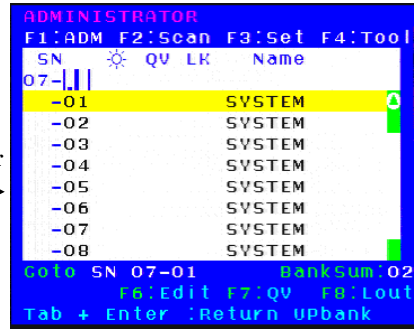 ADMINISTRATOR
F1:ADM F2:Scan F3:Set F4:Tool
SN QV LK Name
07-
-01 SYSTEM
-02 SYSTEM
-03 SYSTEM
-04 SYSTEM
-05 SYSTEM
-06 SYSTEM
-07 SYSTEM
-08 SYSTEM
Goto SN 07-01 BankSum:02
F6:Edit F7:QV F8:Lout
Tab + Enter :Return UPbank